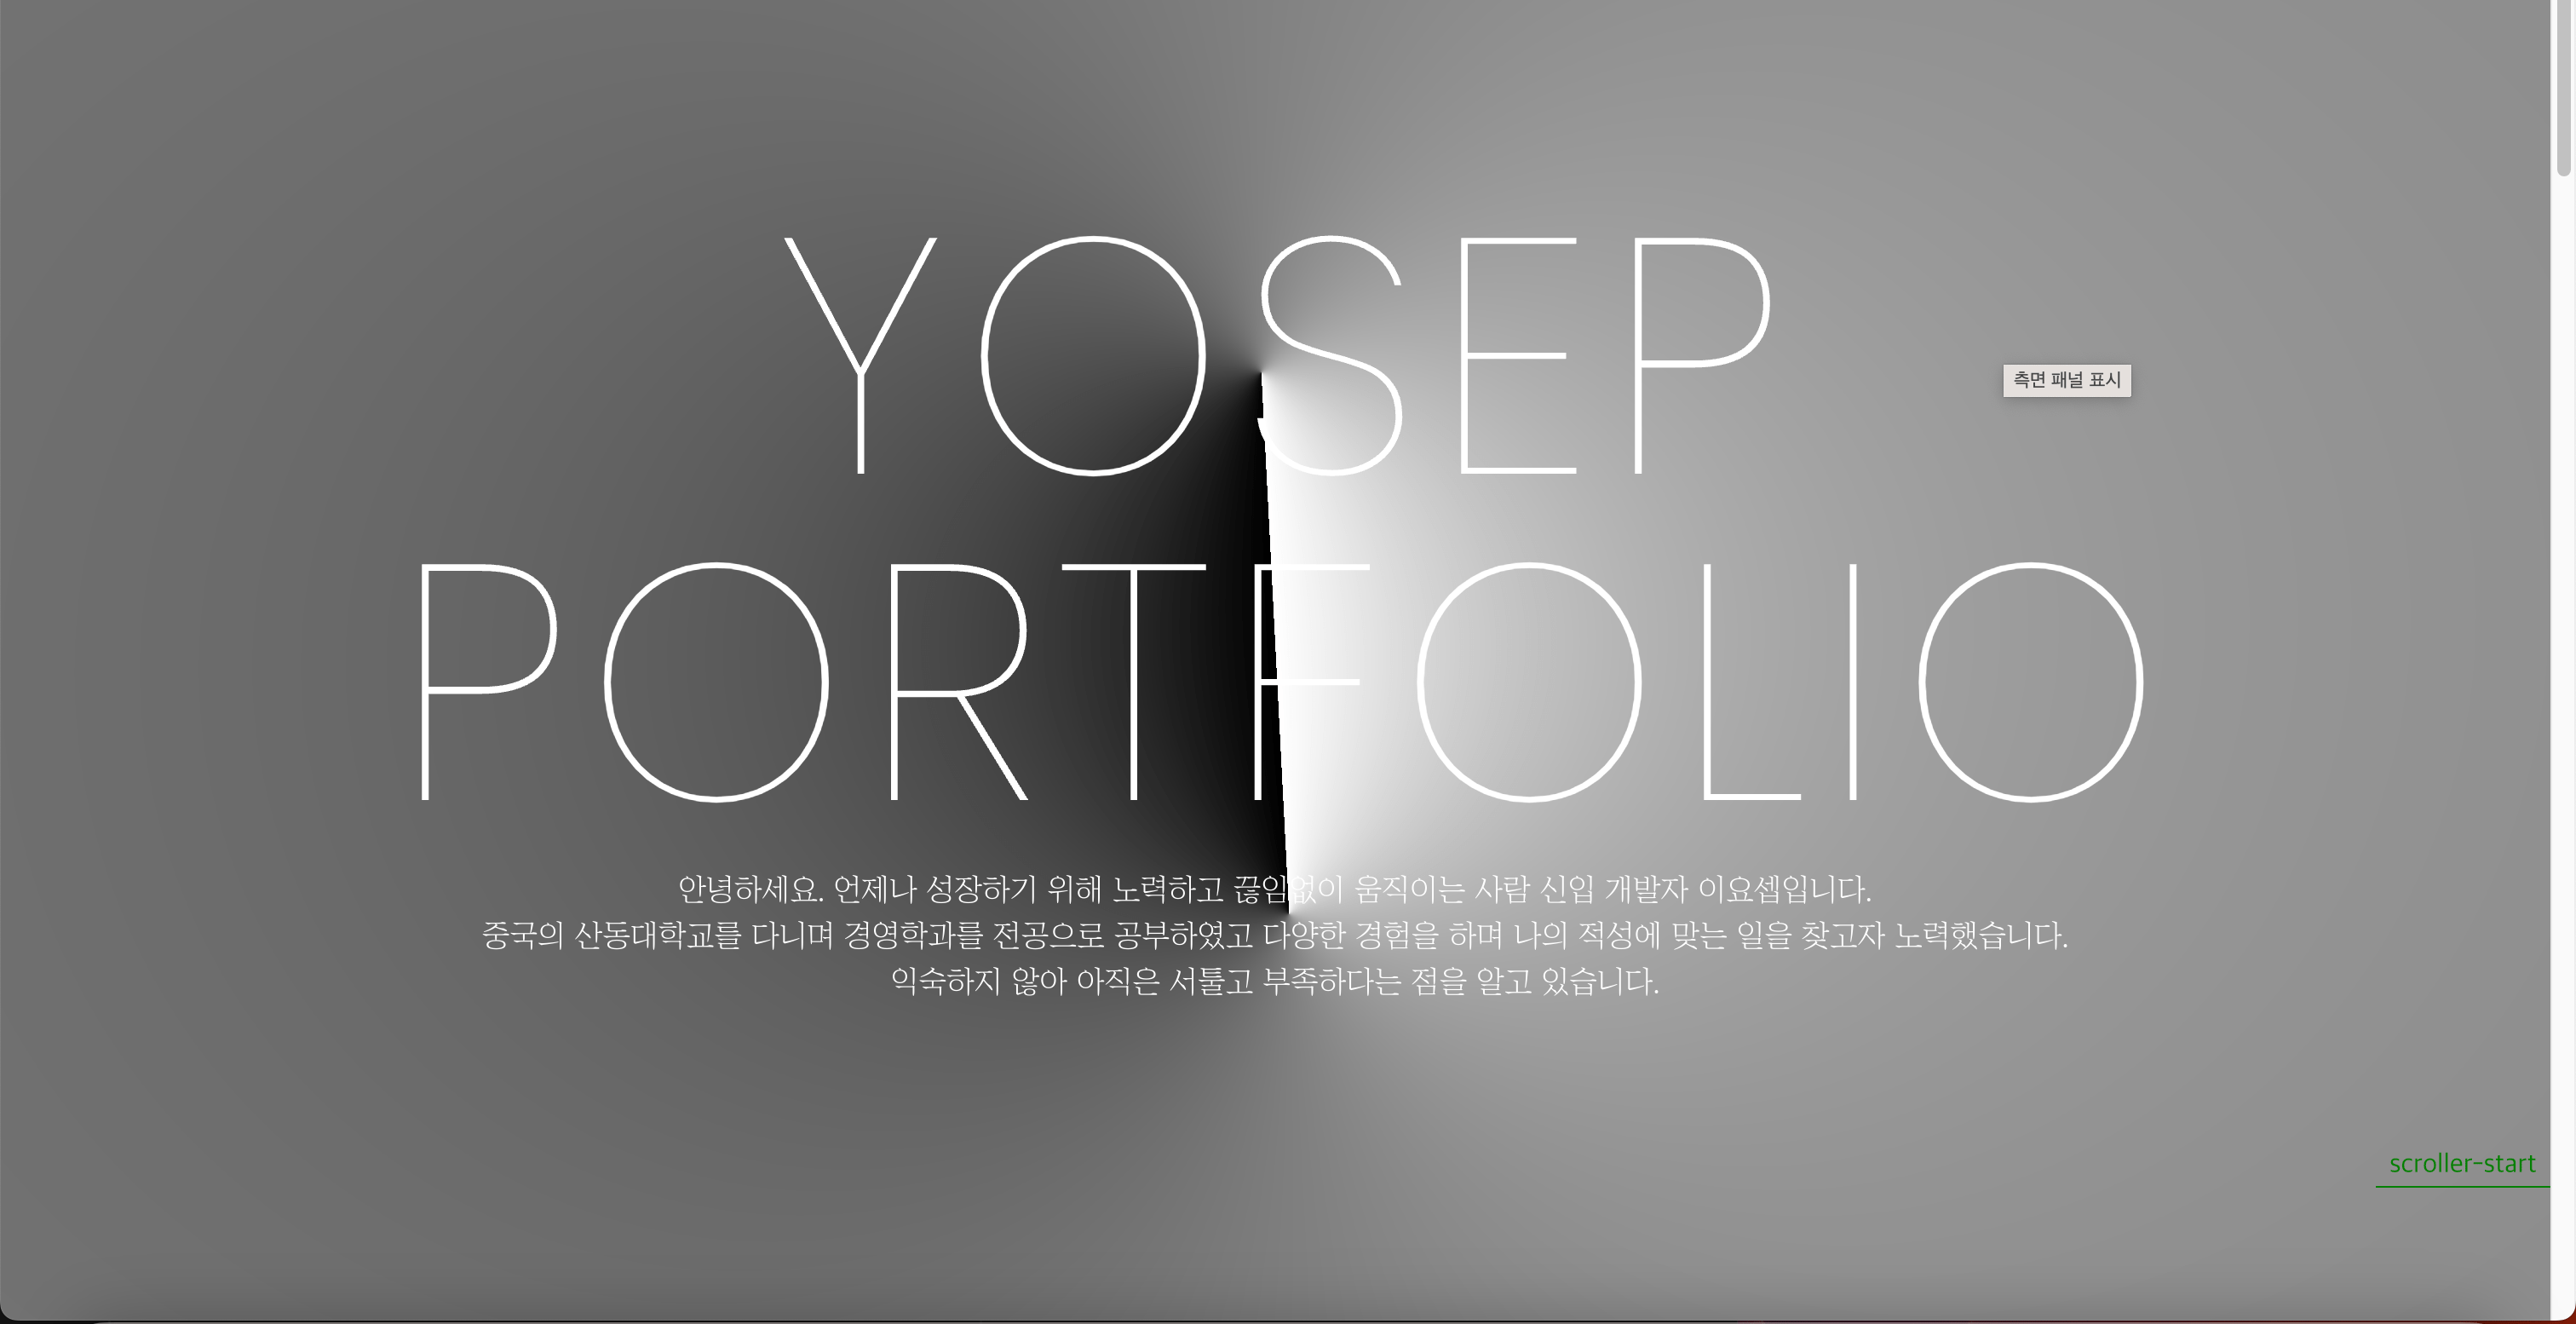 YOSEP
측면 패널 표시
PORTFOLIO
안녕하세요. 언제나 성장하기 위해 노력하고 끊임없이 움직이는 사람 신입 개발자 이요셉입니다.
중국의 산동대학교를 다니며 경영학과를 전공으로 공부하였고 다양한 경험을 하며 나의 적성에 맞는 일을 찾고자 노력했습니다.
익숙하지 않아 아직은 서툴고 부족하다는 점을 알고 있습니다.
scroller-start